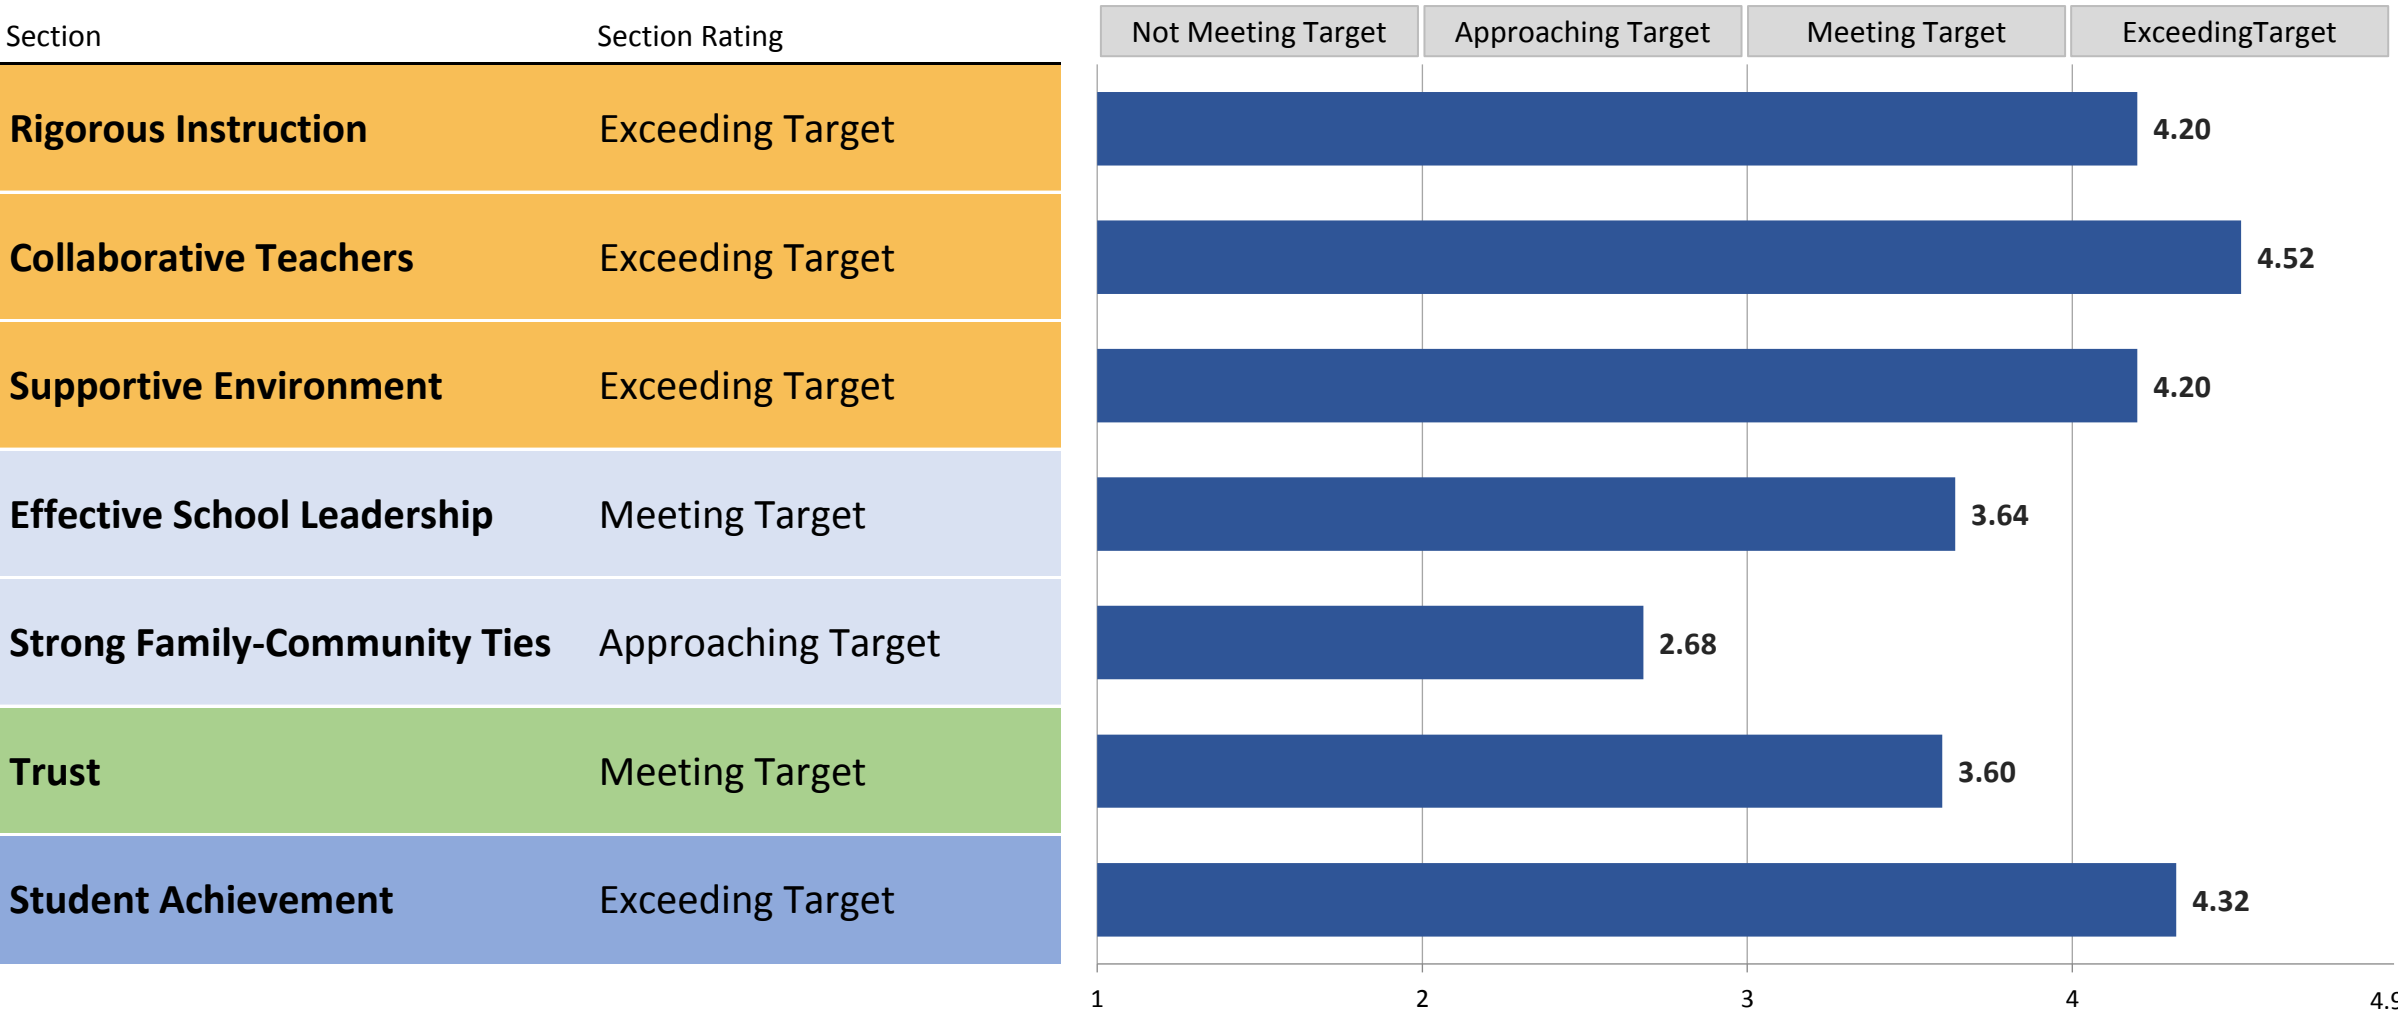 Section Section Rating Not Meeting Target Approaching Target Meeting Target ExceedingTarget
Rigorous Instruction Exceeding Target 4.20
Collaborative Teachers Exceeding Target 4.52
Supportive Environment Exceeding Target 4.20
Effective School Leadership Meeting Target 3.64
Strong Family-Community Ties Approaching Target 2.68
Trust Meeting Target 3.60
Student Achievement Exceeding Target 4.32
1 2 3 4 4.9